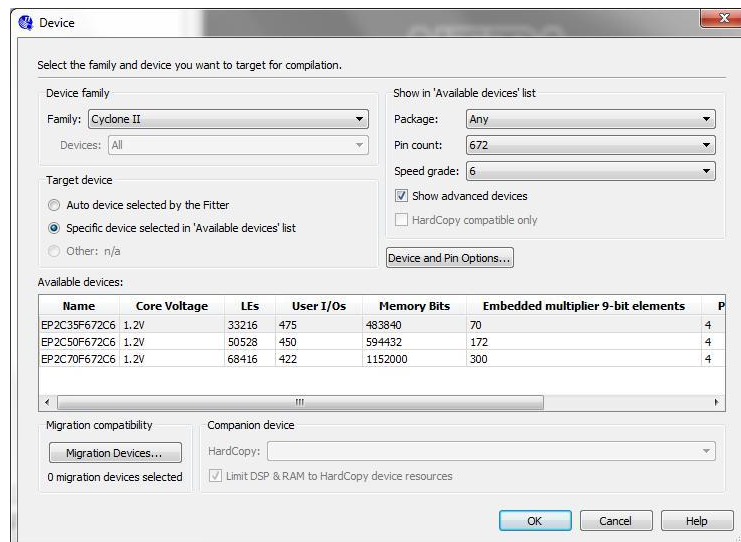 Device
Select the family and device you want to target for compilation.
Device family
Family: Cyclone II
Devices: All
Show in 'Available devices' list
Package: Any
Pin count: 672
Speed grade: 6
Show advanced devices
HardCopy compatible only
Target device
Auto device selected by the Fitter
Specific device selected in 'Available devices' list
Other: n/a
Device and Pin Options...
Available devices:
Name Core Voltage LEs User I/Os Memory Bits Embedded multiplier 9-bit elements P
EP2C35F672C6 1.2V 33216 475 483840 70 4
EP2C50F672C6 1.2V 50528 450 594432 172 4
EP2C70F672C6 1.2V 68416 422 1152000 300 4
Migration compatibility
Migration Devices...
0 migration devices selected
Companion device
HardCopy:
Limit DSP & RAM to HardCopy device resources
OK Cancel Help